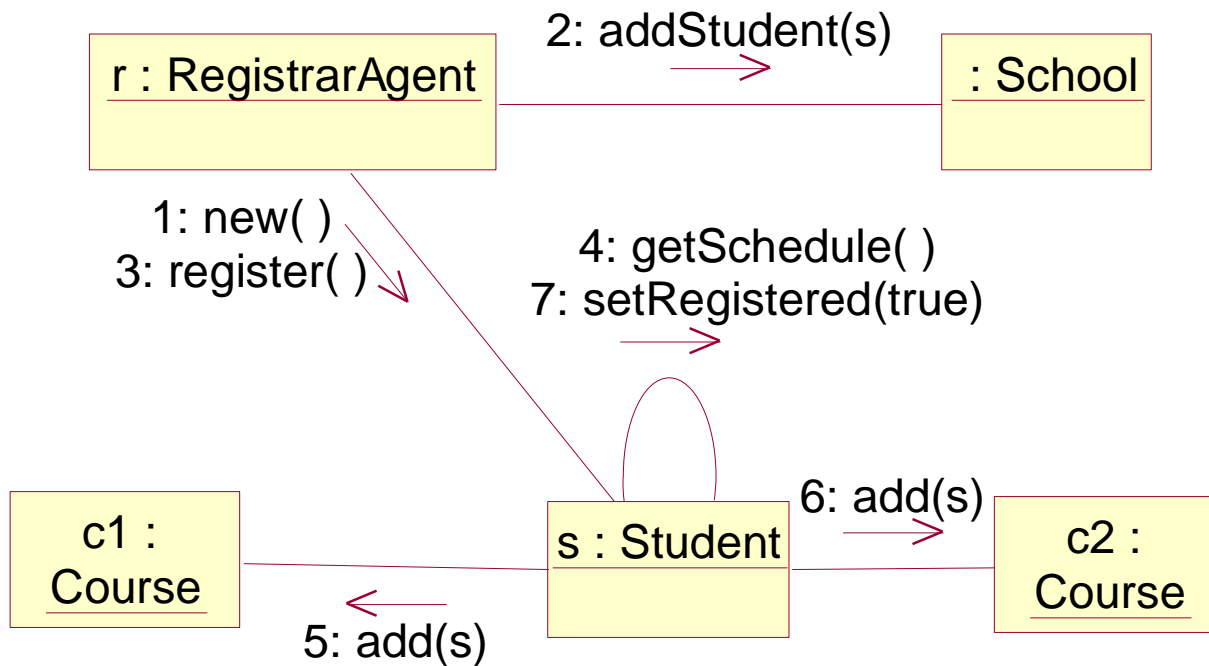 2: addStudent(s)
r : RegistrarAgent
: School
1: new( )
3: register( )
4: getSchedule( )
7: setRegistered(true)
6: add(s)
c1 :
Course
s : Student
c2 :
Course
5: add(s)